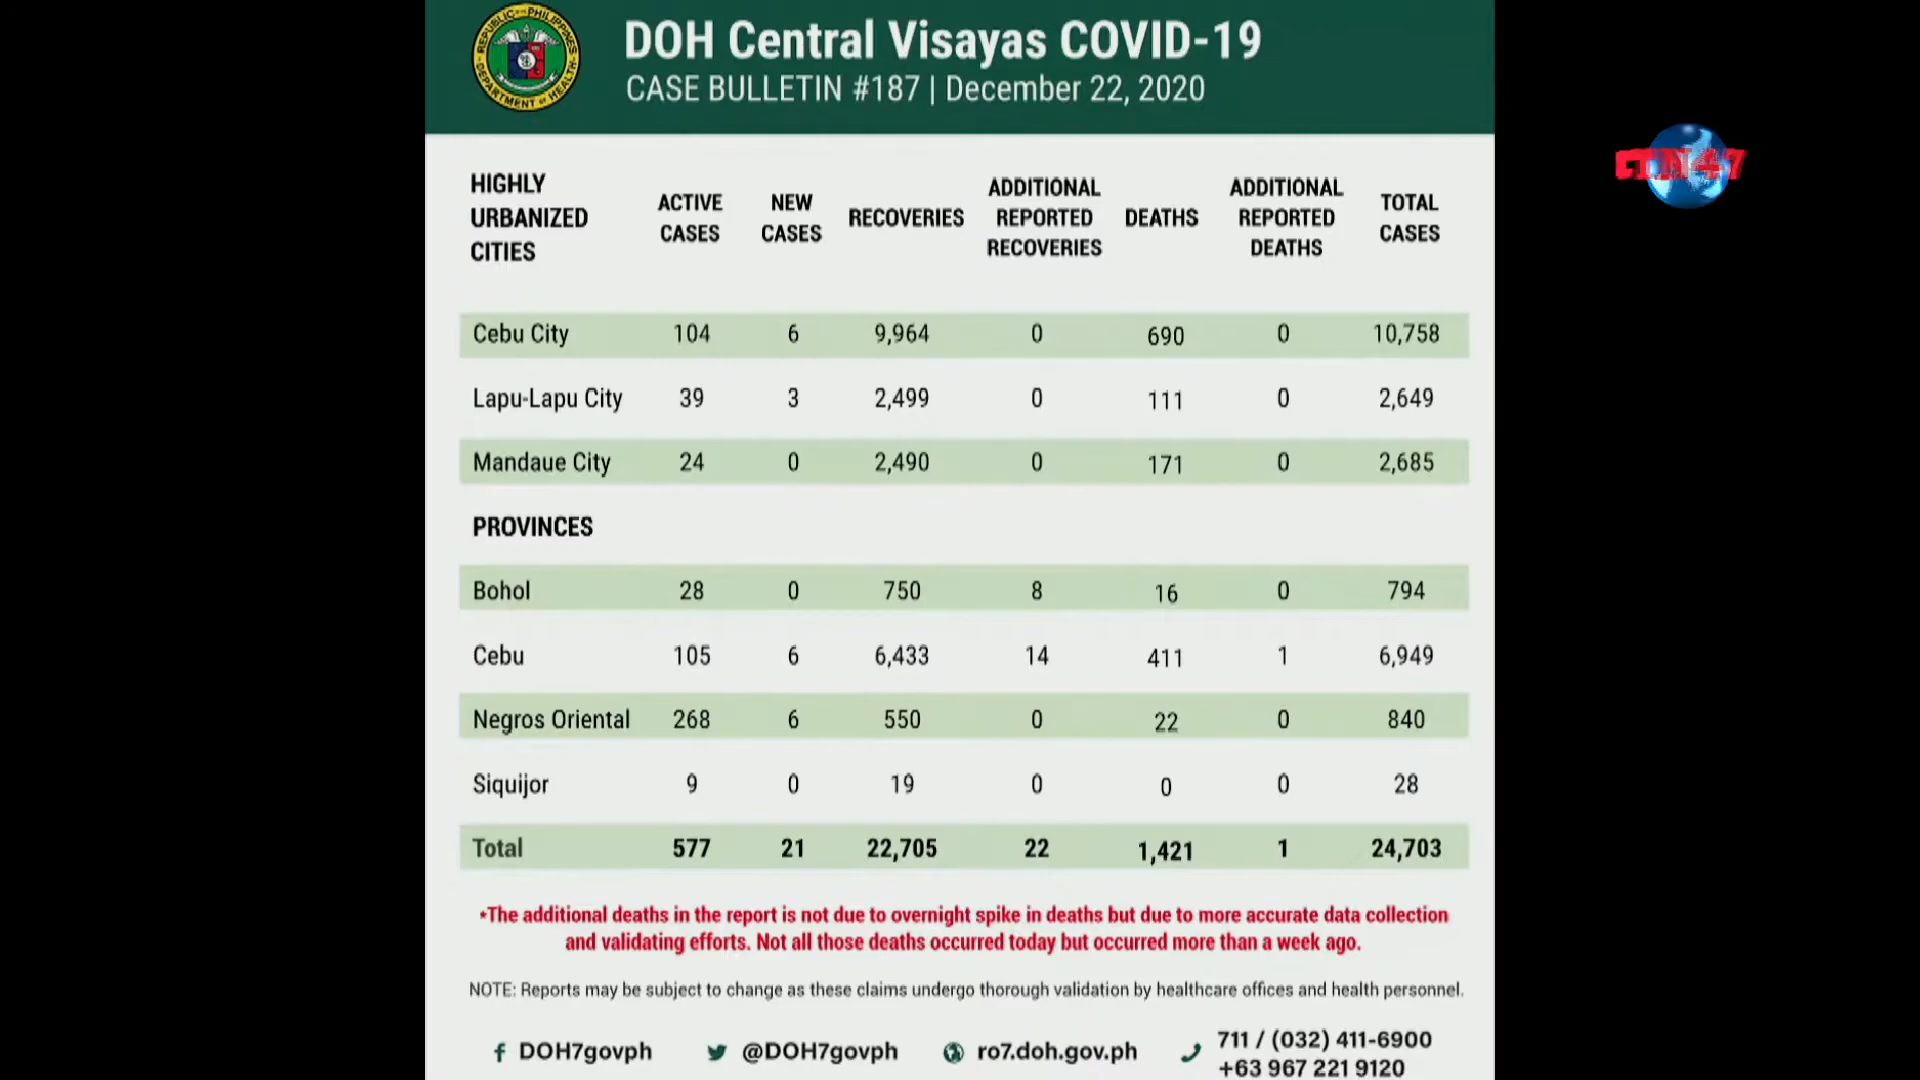 DOH Central Visayas COVID-19
CASE BULLETIN #187 | December 22, 2020
REPUBLIC OF THE PHILIPPINES
DEPARTMENT of HEALTH
CTN47
HIGHLY URBANIZED CITIES ACTIVE CASES NEW CASES RECOVERIES ADDITIONAL REPORTED RECOVERIES DEATHS ADDITIONAL REPORTED DEATHS TOTAL CASES
Cebu City 104 6 9,964 0 690 0 10,758
Lapu-Lapu City 39 3 2,499 0 111 0 2,649
Mandaue City 24 0 2,490 0 171 0 2,685
PROVINCES
Bohol 28 0 750 8 16 0 794
Cebu 105 6 6,433 14 411 1 6,949
Negros Oriental 268 6 550 0 22 0 840
Siquijor 9 0 19 0 0 0 28
Total 577 21 22,705 22 1,421 1 24,703
*The additional deaths in the report is not due to overnight spike in deaths but due to more accurate data collection
and validating efforts. Not all those deaths occurred today but occurred more than a week ago.
NOTE: Reports may be subject to change as these claims undergo thorough validation by healthcare offices and health personnel.
DOH7govph @DOH7govph ro7.doh.gov.ph 711 / (032) 411-6900
+63 967 221 9120